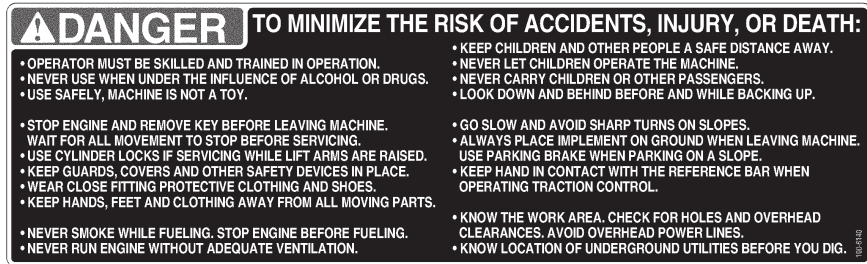 DANGER TO MINIMIZE THE RISK OF ACCIDENTS, INJURY, OR DEATH:
• OPERATOR MUST BE SKILLED AND TRAINED IN OPERATION.
• NEVER USE WHEN UNDER THE INFLUENCE OF ALCOHOL OR DRUGS.
• USE SAFELY, MACHINE IS NOT A TOY.
• STOP ENGINE AND REMOVE KEY BEFORE LEAVING MACHINE.
WAIT FOR ALL MOVEMENT TO STOP BEFORE SERVICING.
• USE CYLINDER LOCKS IF SERVICING WHILE LIFT ARMS ARE RAISED.
• KEEP GUARDS, COVERS AND OTHER SAFETY DEVICES IN PLACE.
• WEAR CLOSE FITTING PROTECTIVE CLOTHING AND SHOES.
• KEEP HANDS, FEET AND CLOTHING AWAY FROM ALL MOVING PARTS.
• NEVER SMOKE WHILE FUELING. STOP ENGINE BEFORE FUELING.
• NEVER RUN ENGINE WITHOUT ADEQUATE VENTILATION.
• KEEP CHILDREN AND OTHER PEOPLE A SAFE DISTANCE AWAY.
• NEVER LET CHILDREN OPERATE THE MACHINE.
• NEVER CARRY CHILDREN OR OTHER PASSENGERS.
• LOOK DOWN AND BEHIND BEFORE AND WHILE BACKING UP.
• GO SLOW AND AVOID SHARP TURNS ON SLOPES.
• ALWAYS PLACE IMPLEMENT ON GROUND WHEN LEAVING MACHINE.
USE PARKING BRAKE WHEN PARKING ON A SLOPE.
• KEEP HAND IN CONTACT WITH THE REFERENCE BAR WHEN
OPERATING TRACTION CONTROL.
• KNOW THE WORK AREA. CHECK FOR HOLES AND OVERHEAD
CLEARANCES. AVOID OVERHEAD POWER LINES.
• KNOW LOCATION OF UNDERGROUND UTILITIES BEFORE YOU DIG.
100-6140